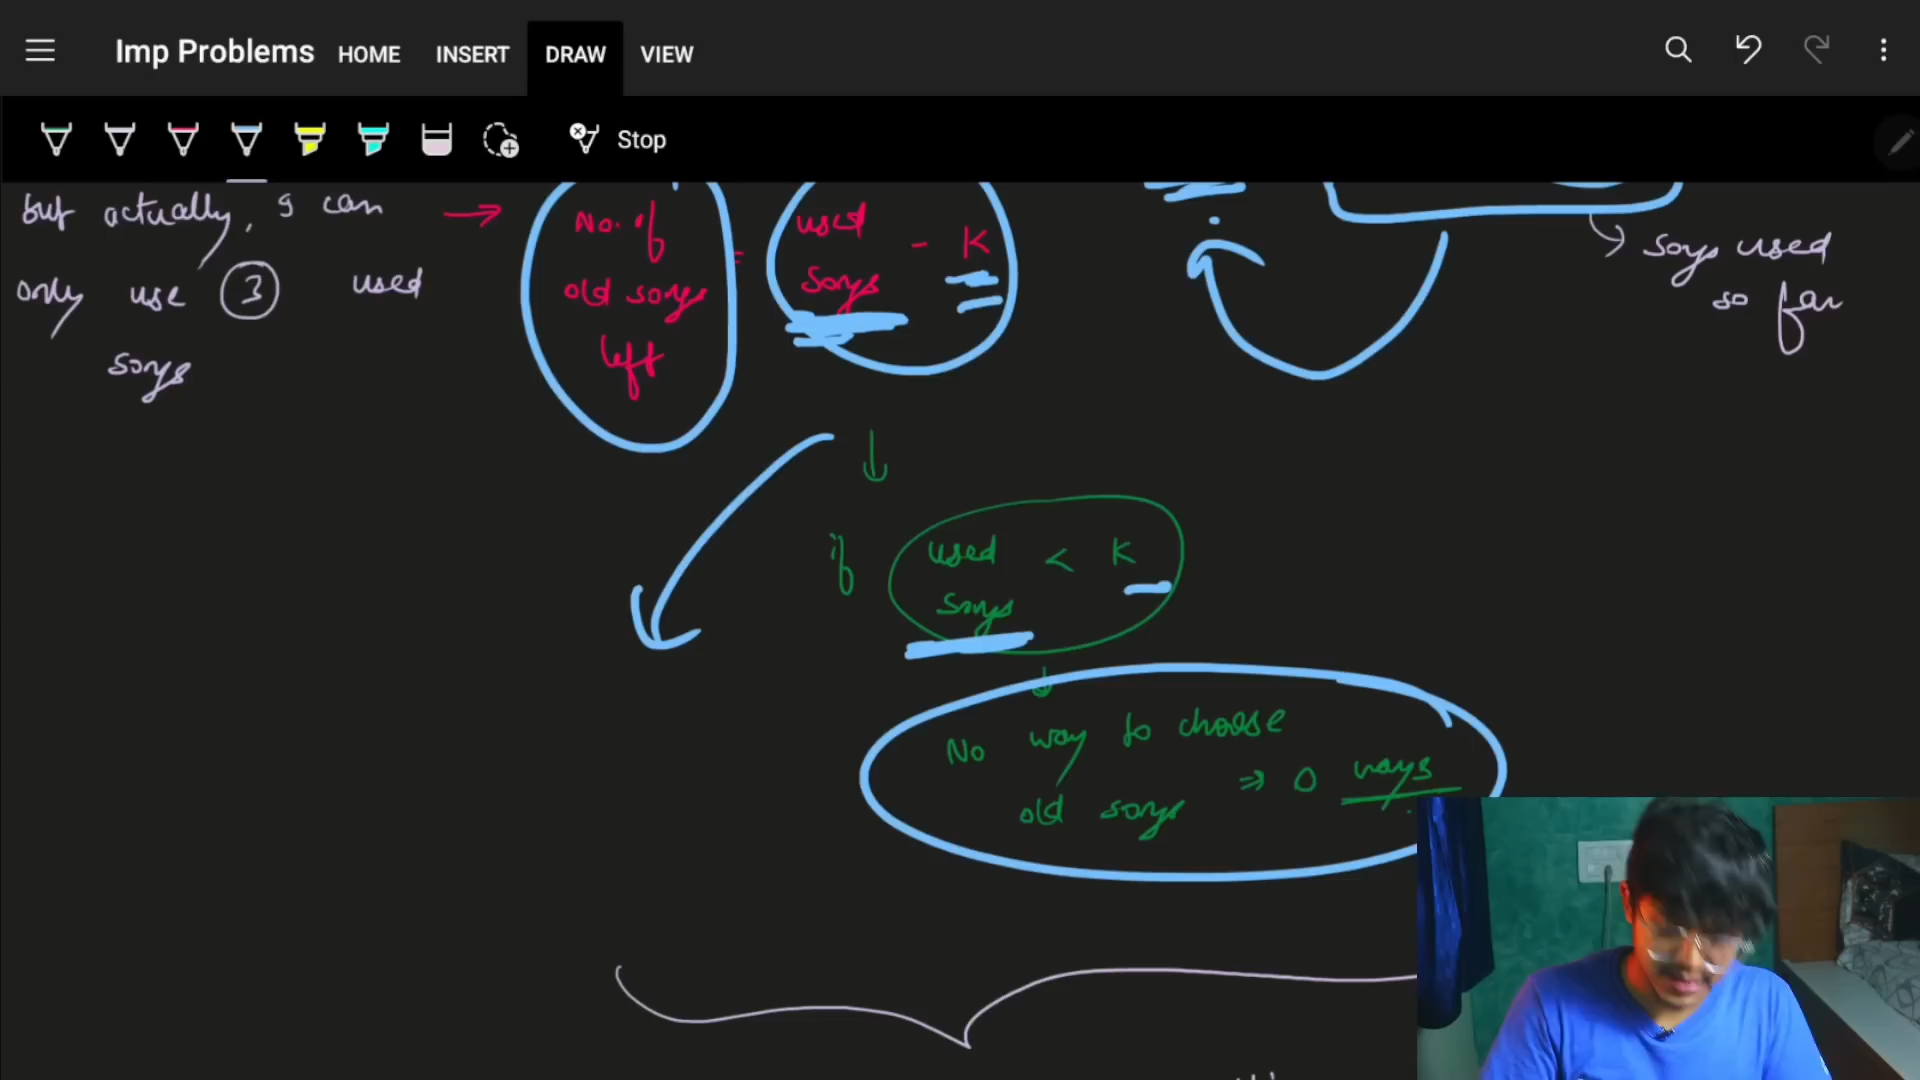 Imp Problems HOME INSERT DRAW VIEW
Stop
but actually, I can →
only use 3 used
songs
No. of
old songs
left
=
used
songs - K
songs used
so far
if used < K
songs
No way to choose
old songs ⇒ 0 ways